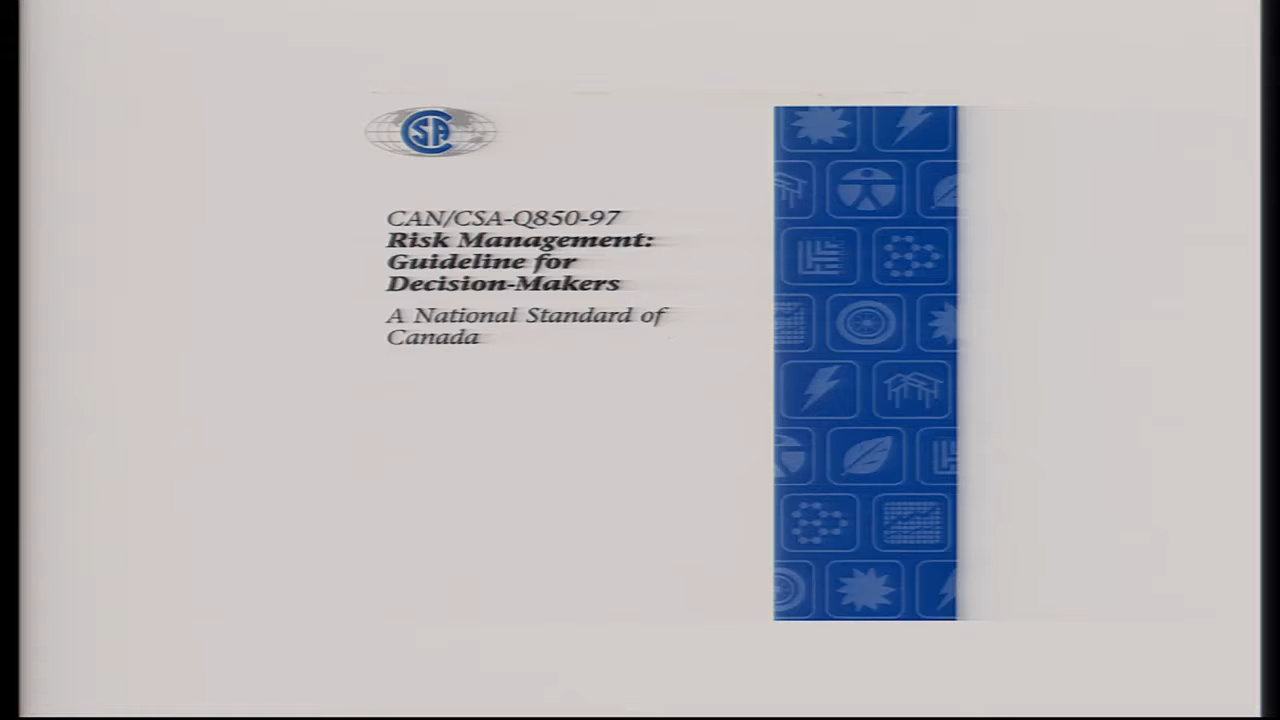 CSA
CAN/CSA-Q850-97
Risk Management:
Guideline for
Decision-Makers
A National Standard of
Canada